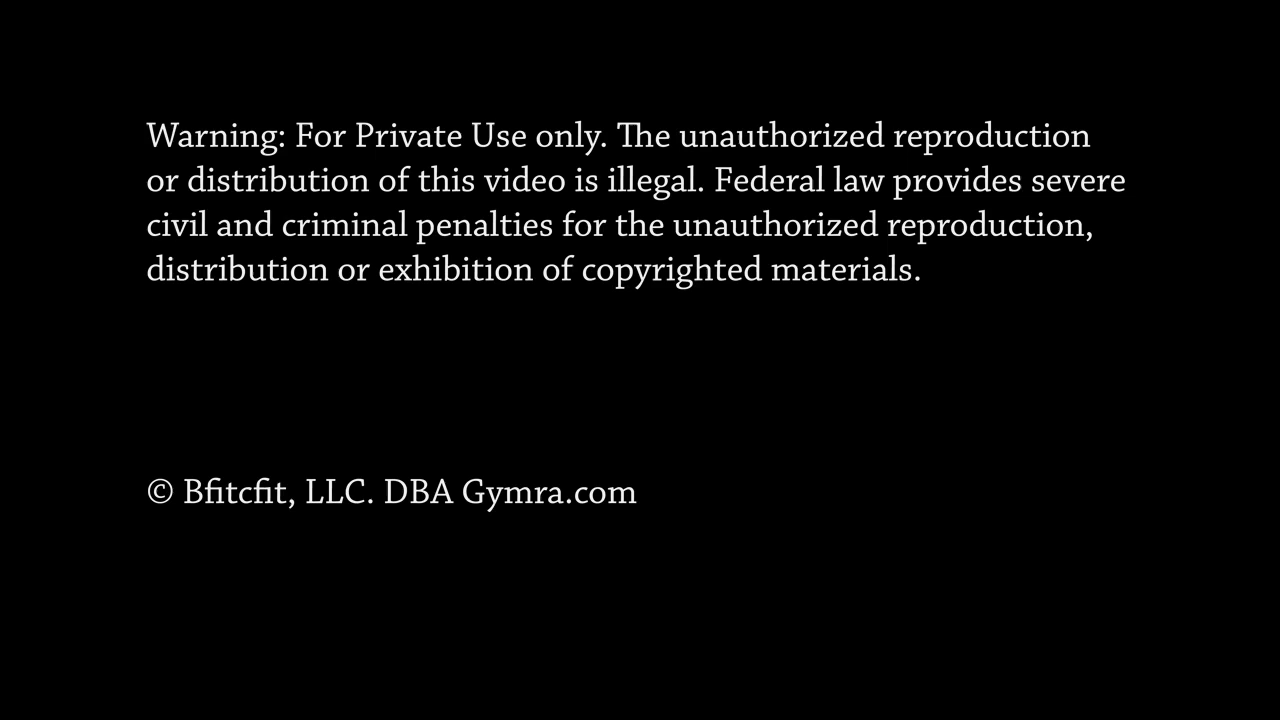 Warning: For Private Use only. The unauthorized reproduction
or distribution of this video is illegal. Federal law provides severe
civil and criminal penalties for the unauthorized reproduction,
distribution or exhibition of copyrighted materials.
© Bfitcfit, LLC. DBA Gymra.com